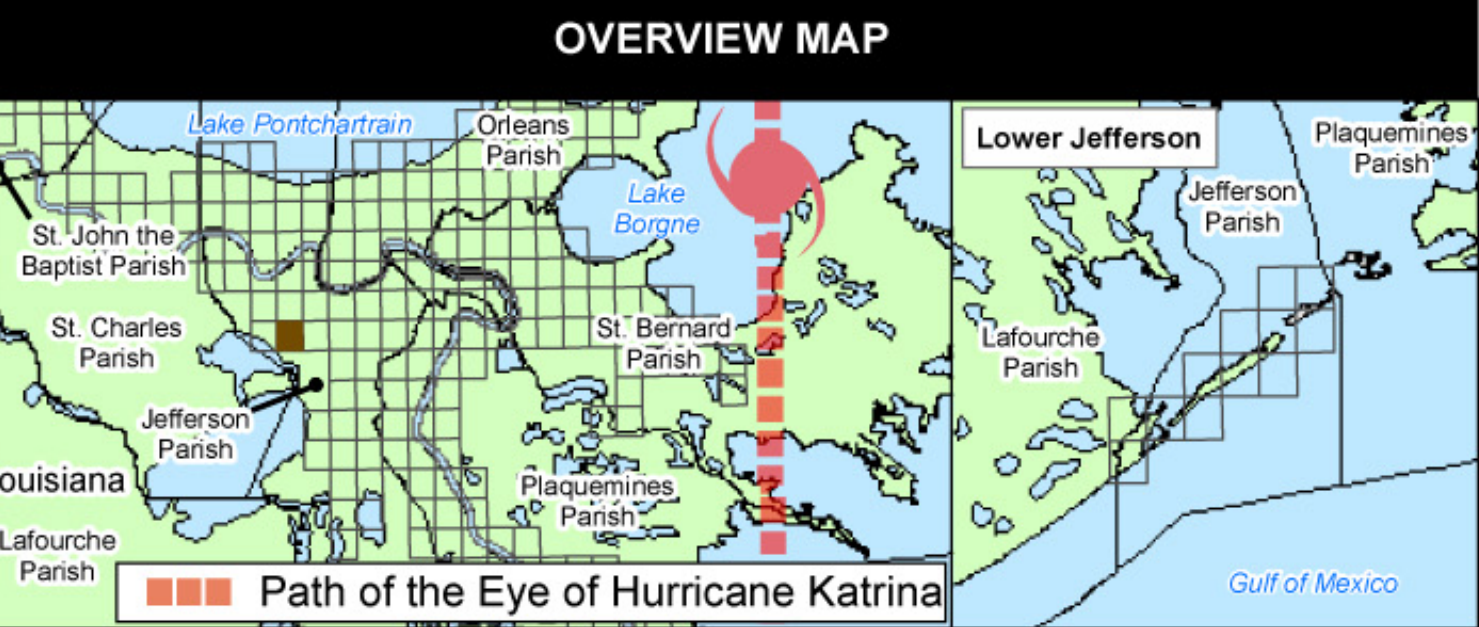 OVERVIEW MAP
Lake Pontchartrain
Orleans
Parish
Lake
Borgne
St. John the
Baptist Parish
St. Charles
Parish
St. Bernard
Parish
Jefferson
Parish
ouisiana
Plaquemines
Parish
Lafourche
Parish
Path of the Eye of Hurricane Katrina
Lower Jefferson
Plaquemines
Parish
Jefferson
Parish
Lafourche
Parish
Gulf of Mexico